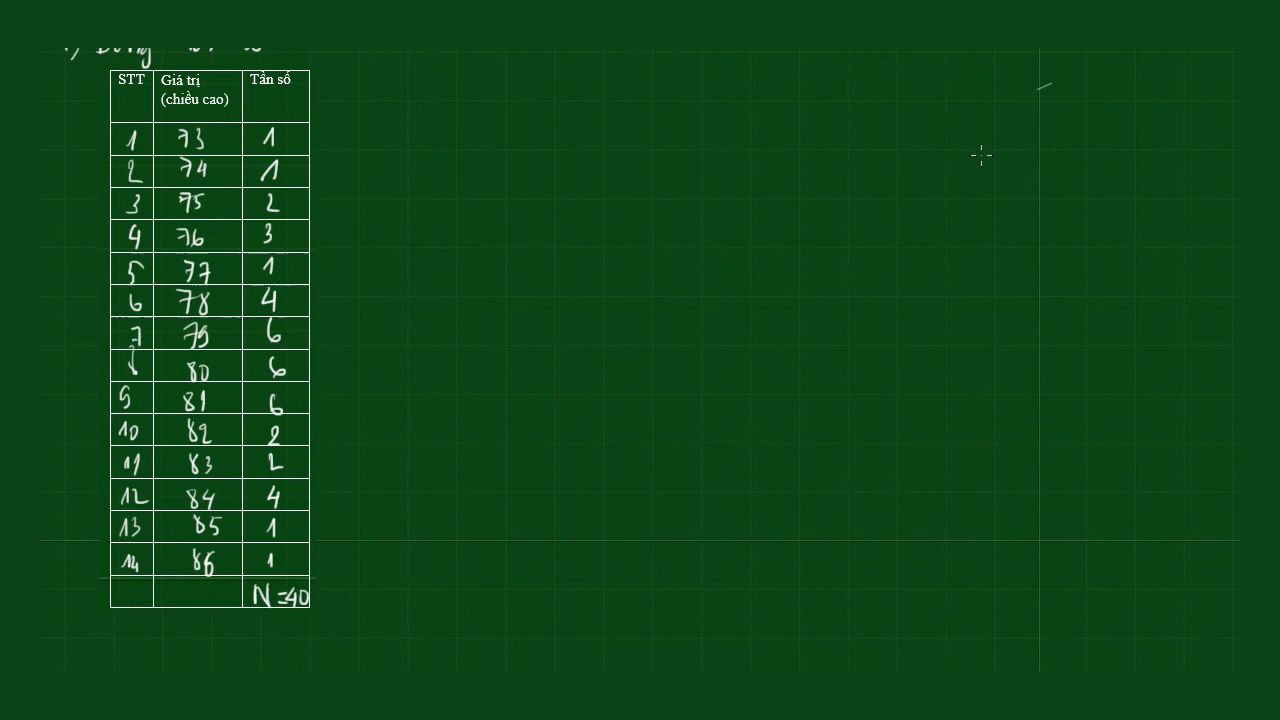 STT Giá trị (chiều cao) Tần số
1 73 1
2 74 1
3 75 2
4 76 3
5 77 1
6 78 4
7 79 6
8 80 6
9 81 6
10 82 2
11 83 2
12 84 4
13 85 1
14 86 1
N=40